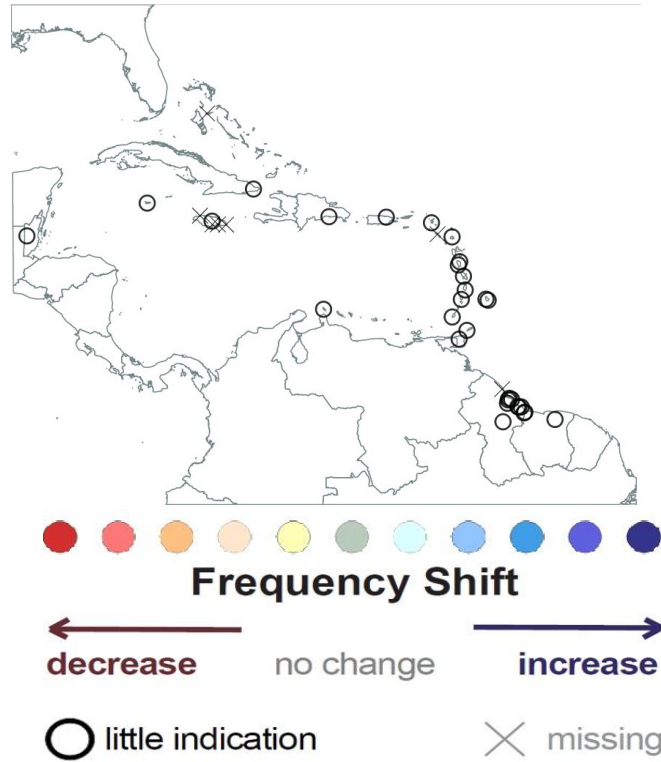 Frequency Shift
decrease no change increase
little indication missing